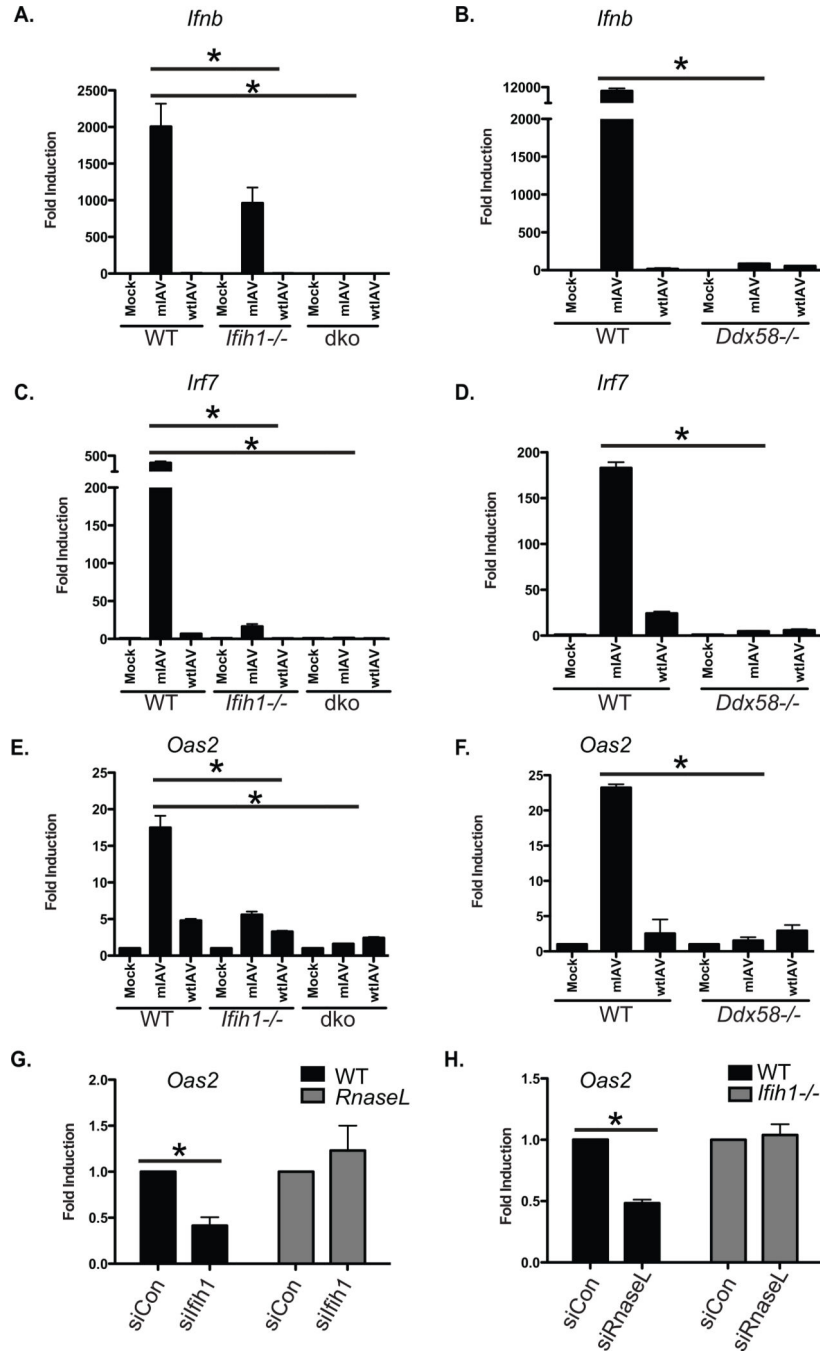 A.
Ifnb
*
*
Fold Induction
2500
2000
1500
1000
500
0
Mock mIAV wtIAV Mock mIAV wtIAV Mock mIAV wtIAV
WT Ifih1-/- dko
B.
Ifnb
*
Fold Induction
12000
2000
1500
1000
500
0
Mock mIAV wtIAV Mock mIAV wtIAV
WT Ddx58-/-
C.
Irf7
*
*
Fold Induction
500
200
150
100
50
0
Mock mIAV wtIAV Mock mIAV wtIAV Mock mIAV wtIAV
WT Ifih1-/- dko
D.
Irf7
*
Fold Induction
200
150
100
50
0
Mock mIAV wtIAV Mock mIAV wtIAV
WT Ddx58-/-
E.
Oas2
*
*
Fold Induction
25
20
15
10
5
0
Mock mIAV wtIAV Mock mIAV wtIAV Mock mIAV wtIAV
WT Ifih1-/- dko
F.
Oas2
*
Fold Induction
25
20
15
10
5
0
Mock mIAV wtIAV Mock mIAV wtIAV
WT Ddx58-/-
G.
Oas2
WT
RnaseL
*
Fold Induction
2.0
1.5
1.0
0.5
0.0
siCon siIfih1 siCon siIfih1
H.
Oas2
WT
Ifih1-/-
*
Fold Induction
1.5
1.0
0.5
0.0
siCon siRnaseL siCon siRnaseL